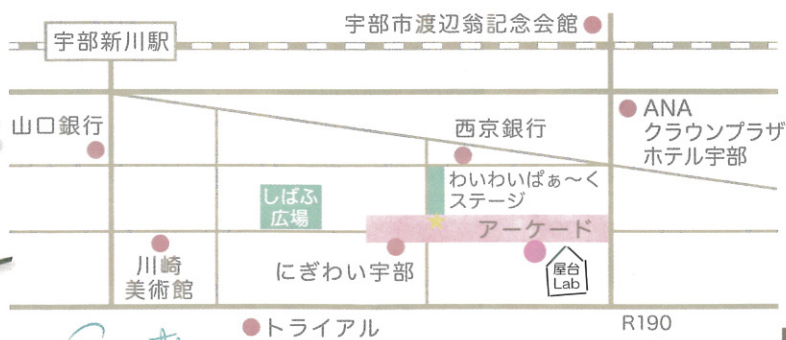 宇部市渡辺翁記念会館
宇部新川駅
ANA
クラウンプラザ
ホテル宇部
山口銀行
西京銀行
わいわいぱぁ～く
ステージ
しばふ
広場
アーケード
川崎
美術館
にぎわい宇部
屋台
Lab
トライアル
R190